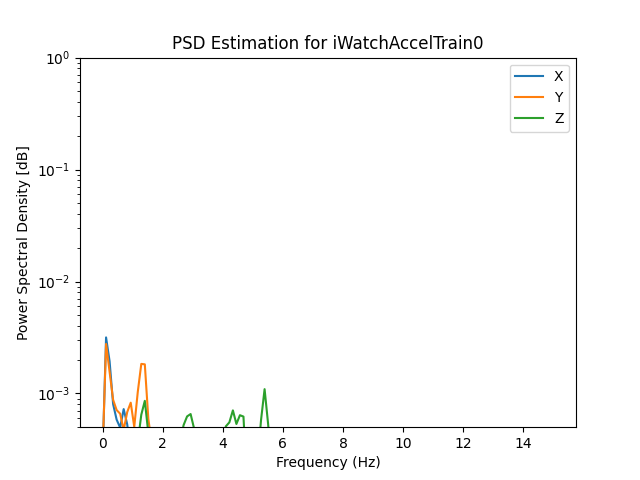 PSD Estimation for iWatchAccelTrain0
X
Y
Z
Power Spectral Density [dB]
10⁰
10⁻¹
10⁻²
10⁻³
0 2 4 6 8 10 12 14
Frequency (Hz)